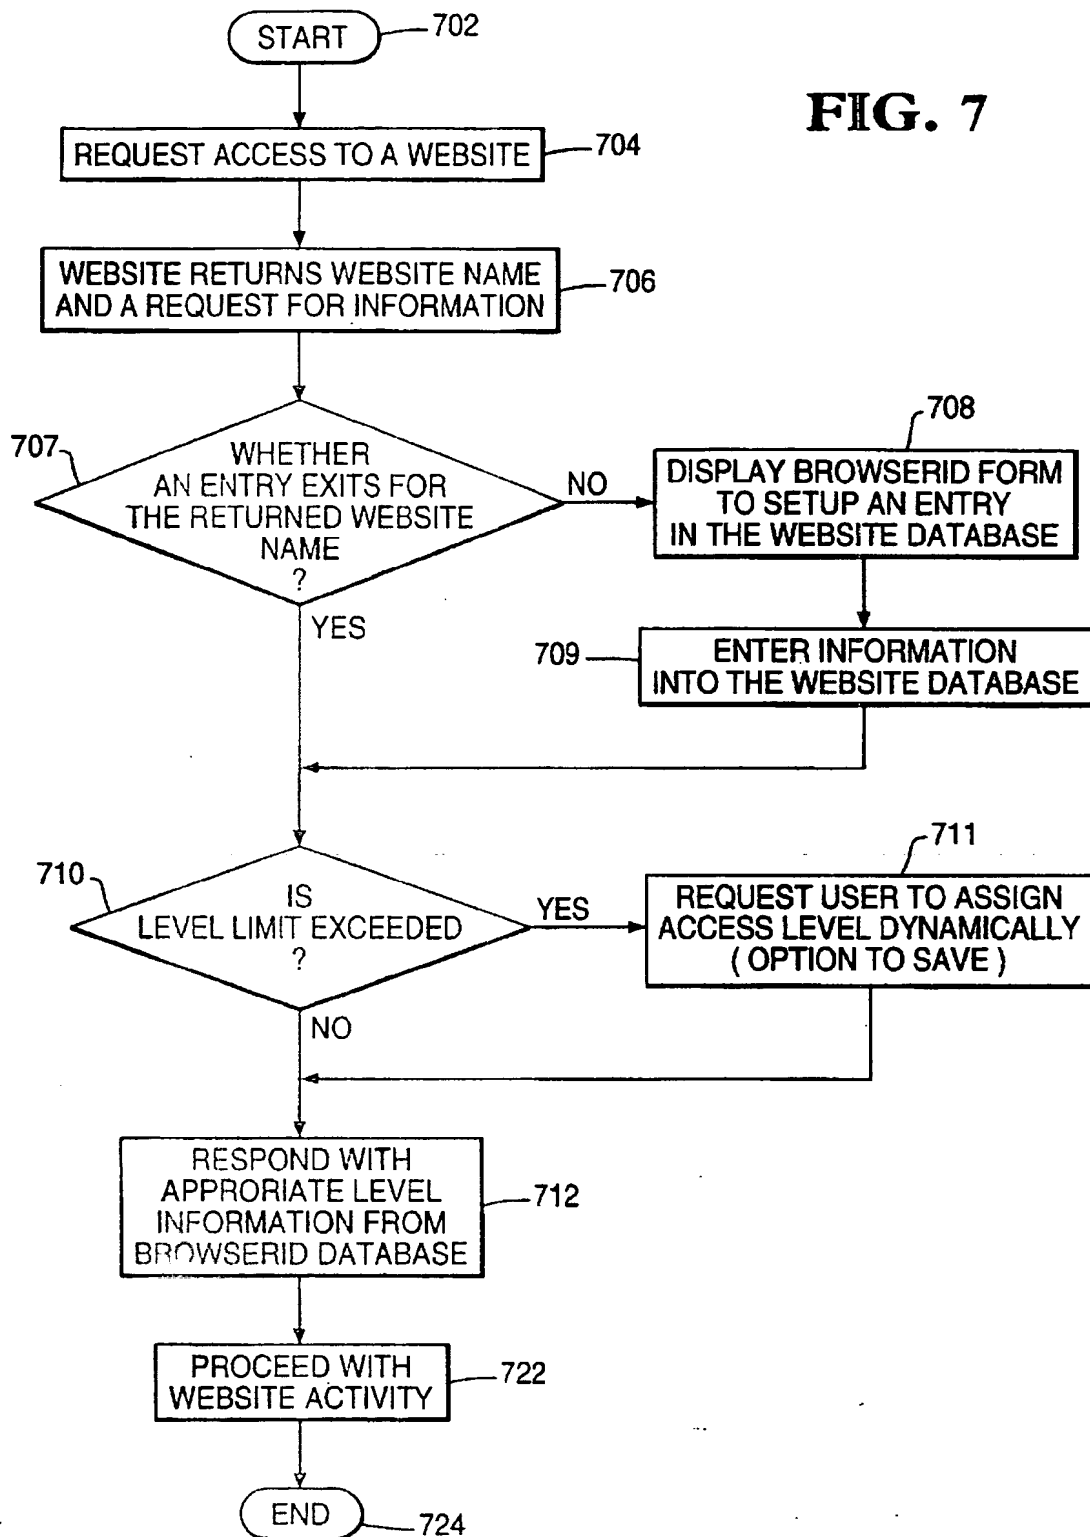 START
702
FIG. 7
REQUEST ACCESS TO A WEBSITE
704
WEBSITE RETURNS WEBSITE NAME
AND A REQUEST FOR INFORMATION
706
707
WHETHER
AN ENTRY EXITS FOR
THE RETURNED WEBSITE
NAME
?
NO
708
DISPLAY BROWSERID FORM
TO SETUP AN ENTRY
IN THE WEBSITE DATABASE
YES
709
ENTER INFORMATION
INTO THE WEBSITE DATABASE
710
IS
LEVEL LIMIT EXCEEDED
?
YES
711
REQUEST USER TO ASSIGN
ACCESS LEVEL DYNAMICALLY
( OPTION TO SAVE )
NO
RESPOND WITH
APPRORIATE LEVEL
INFORMATION FROM
BROWSERID DATABASE
712
PROCEED WITH
WEBSITE ACTIVITY
722
END
724